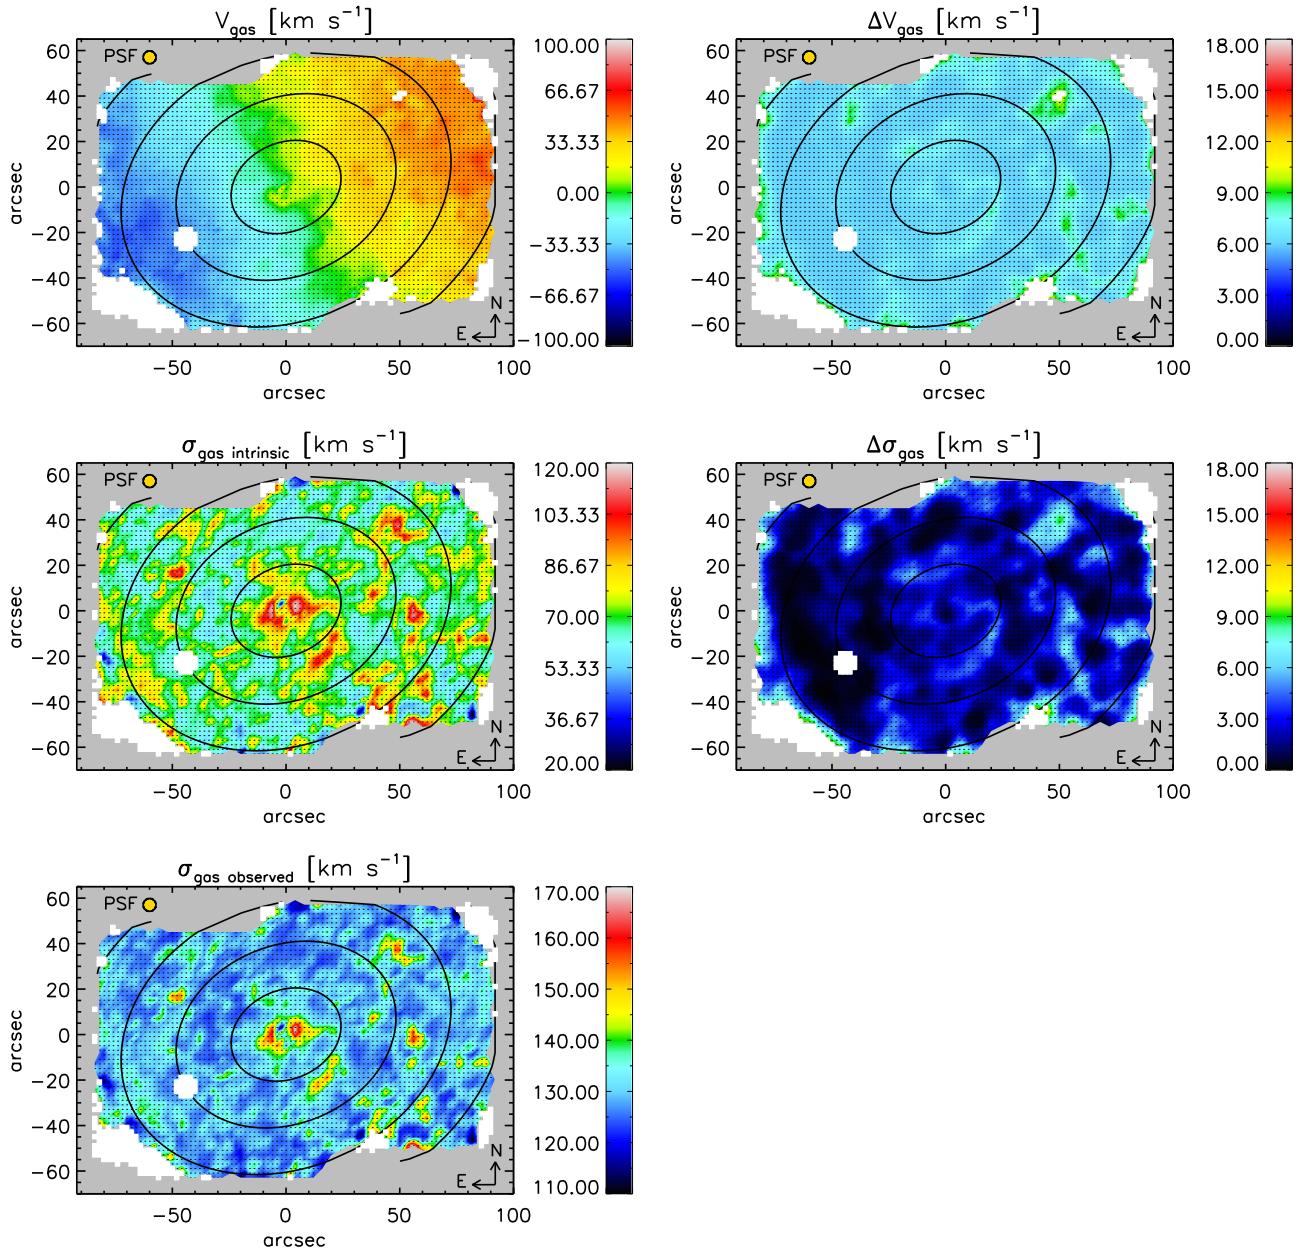 V_gas [km s⁻¹]
PSF
60
40
20
0
−20
−40
−60
arcsec
−50 0 50 100
arcsec
N
E
100.00
66.67
33.33
0.00
−33.33
−66.67
−100.00
ΔV_gas [km s⁻¹]
PSF
60
40
20
0
−20
−40
−60
arcsec
−50 0 50 100
arcsec
N
E
18.00
15.00
12.00
9.00
6.00
3.00
0.00
σ_gas intrinsic [km s⁻¹]
PSF
60
40
20
0
−20
−40
−60
arcsec
−50 0 50 100
arcsec
N
E
120.00
103.33
86.67
70.00
53.33
36.67
20.00
Δσ_gas [km s⁻¹]
PSF
60
40
20
0
−20
−40
−60
arcsec
−50 0 50 100
arcsec
N
E
18.00
15.00
12.00
9.00
6.00
3.00
0.00
σ_gas observed [km s⁻¹]
PSF
60
40
20
0
−20
−40
−60
arcsec
−50 0 50 100
arcsec
N
E
170.00
160.00
150.00
140.00
130.00
120.00
110.00